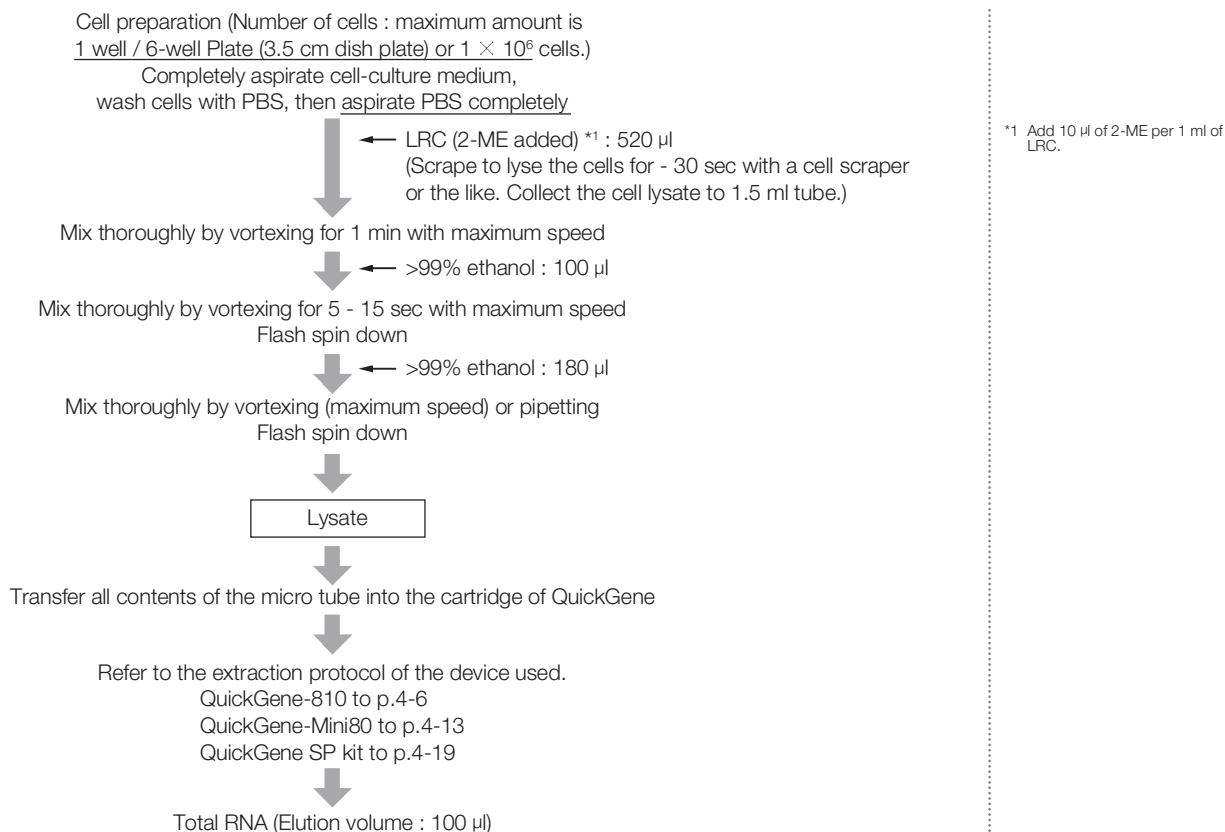 Cell preparation (Number of cells : maximum amount is
1 well / 6-well Plate (3.5 cm dish plate) or 1 × 10⁶ cells.)
Completely aspirate cell-culture medium,
wash cells with PBS, then aspirate PBS completely
LRC (2-ME added) *¹ : 520 µl
(Scrape to lyse the cells for - 30 sec with a cell scraper
or the like. Collect the cell lysate to 1.5 ml tube.)
*1 Add 10 µl of 2-ME per 1 ml of
LRC.
Mix thoroughly by vortexing for 1 min with maximum speed
>99% ethanol : 100 µl
Mix thoroughly by vortexing for 5 - 15 sec with maximum speed
Flash spin down
>99% ethanol : 180 µl
Mix thoroughly by vortexing (maximum speed) or pipetting
Flash spin down
Lysate
Transfer all contents of the micro tube into the cartridge of QuickGene
Refer to the extraction protocol of the device used.
QuickGene-810 to p.4-6
QuickGene-Mini80 to p.4-13
QuickGene SP kit to p.4-19
Total RNA (Elution volume : 100 µl)